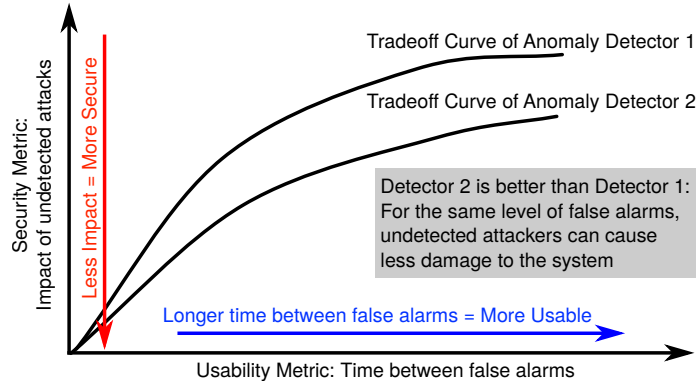 Tradeoff Curve of Anomaly Detector 1
Tradeoff Curve of Anomaly Detector 2
Security Metric:
Impact of undetected attacks
Less Impact = More Secure
Detector 2 is better than Detector 1:
For the same level of false alarms,
undetected attackers can cause
less damage to the system
Longer time between false alarms = More Usable
Usability Metric: Time between false alarms